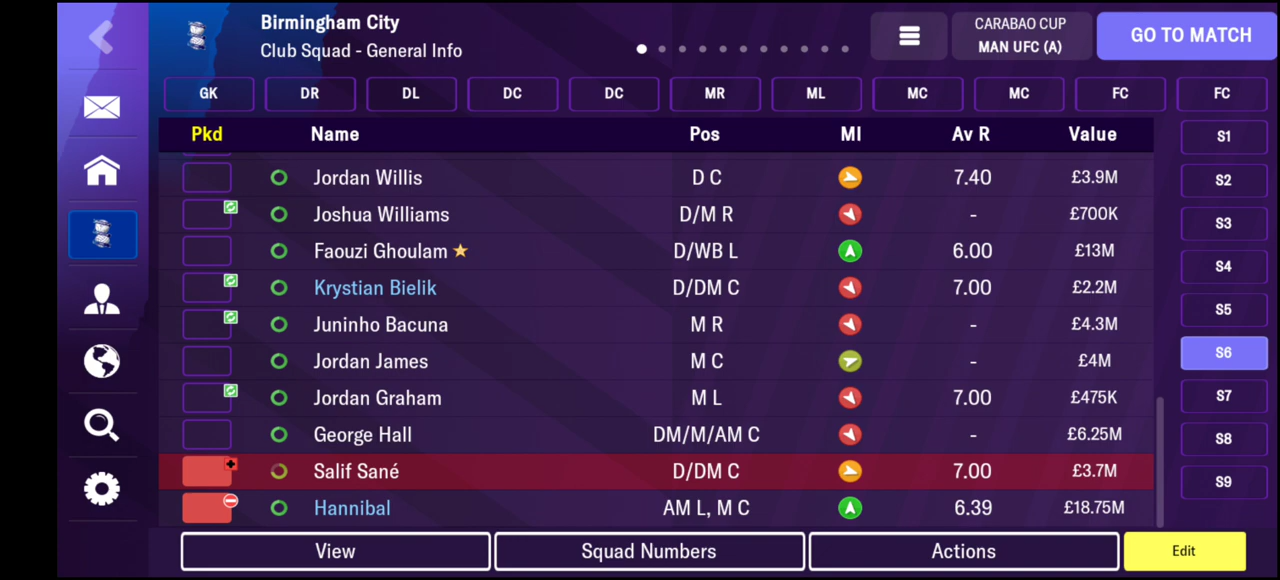 Birmingham City
Club Squad - General Info
CARABAO CUP
MAN UFC (A)
GO TO MATCH
GK DR DL DC DC MR ML MC MC FC FC
Pkd Name Pos Ml Av R Value
S1
Jordan Willis D C 7.40 £3.9M
S2
Joshua Williams D/M R - £700K
S3
Faouzi Ghoulam D/WB L 6.00 £13M
S4
Krystian Bielik D/DM C 7.00 £2.2M
S5
Juninho Bacuna M R - £4.3M
S6
Jordan James M C - £4M
S7
Jordan Graham M L 7.00 £475K
S8
George Hall DM/M/AM C - £6.25M
Salif Sané D/DM C 7.00 £3.7M
S9
Hannibal AM L, M C 6.39 £18.75M
View Squad Numbers Actions Edit